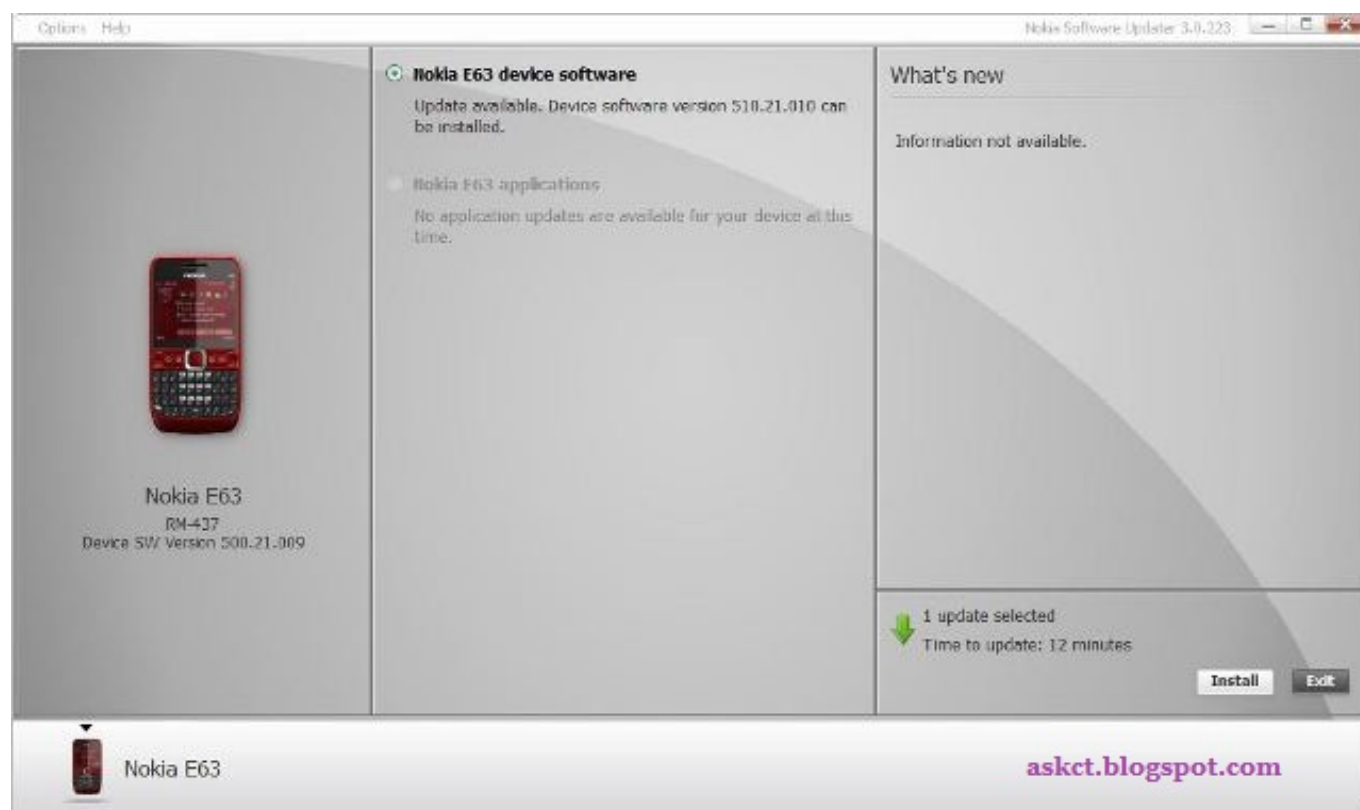 Options Help
Nokia Software Updater 3.0.223
Nokia E63 device software
Update available. Device software version 510.21.010 can
be installed.
Nokia E63 applications
No application updates are available for your device at this
time.
What's new
Information not available.
NOKIA
Nokia E63
RM-437
Device SW Version 500.21.009
1 update selected
Time to update: 12 minutes
Install Exit
Nokia E63
askct.blogspot.com